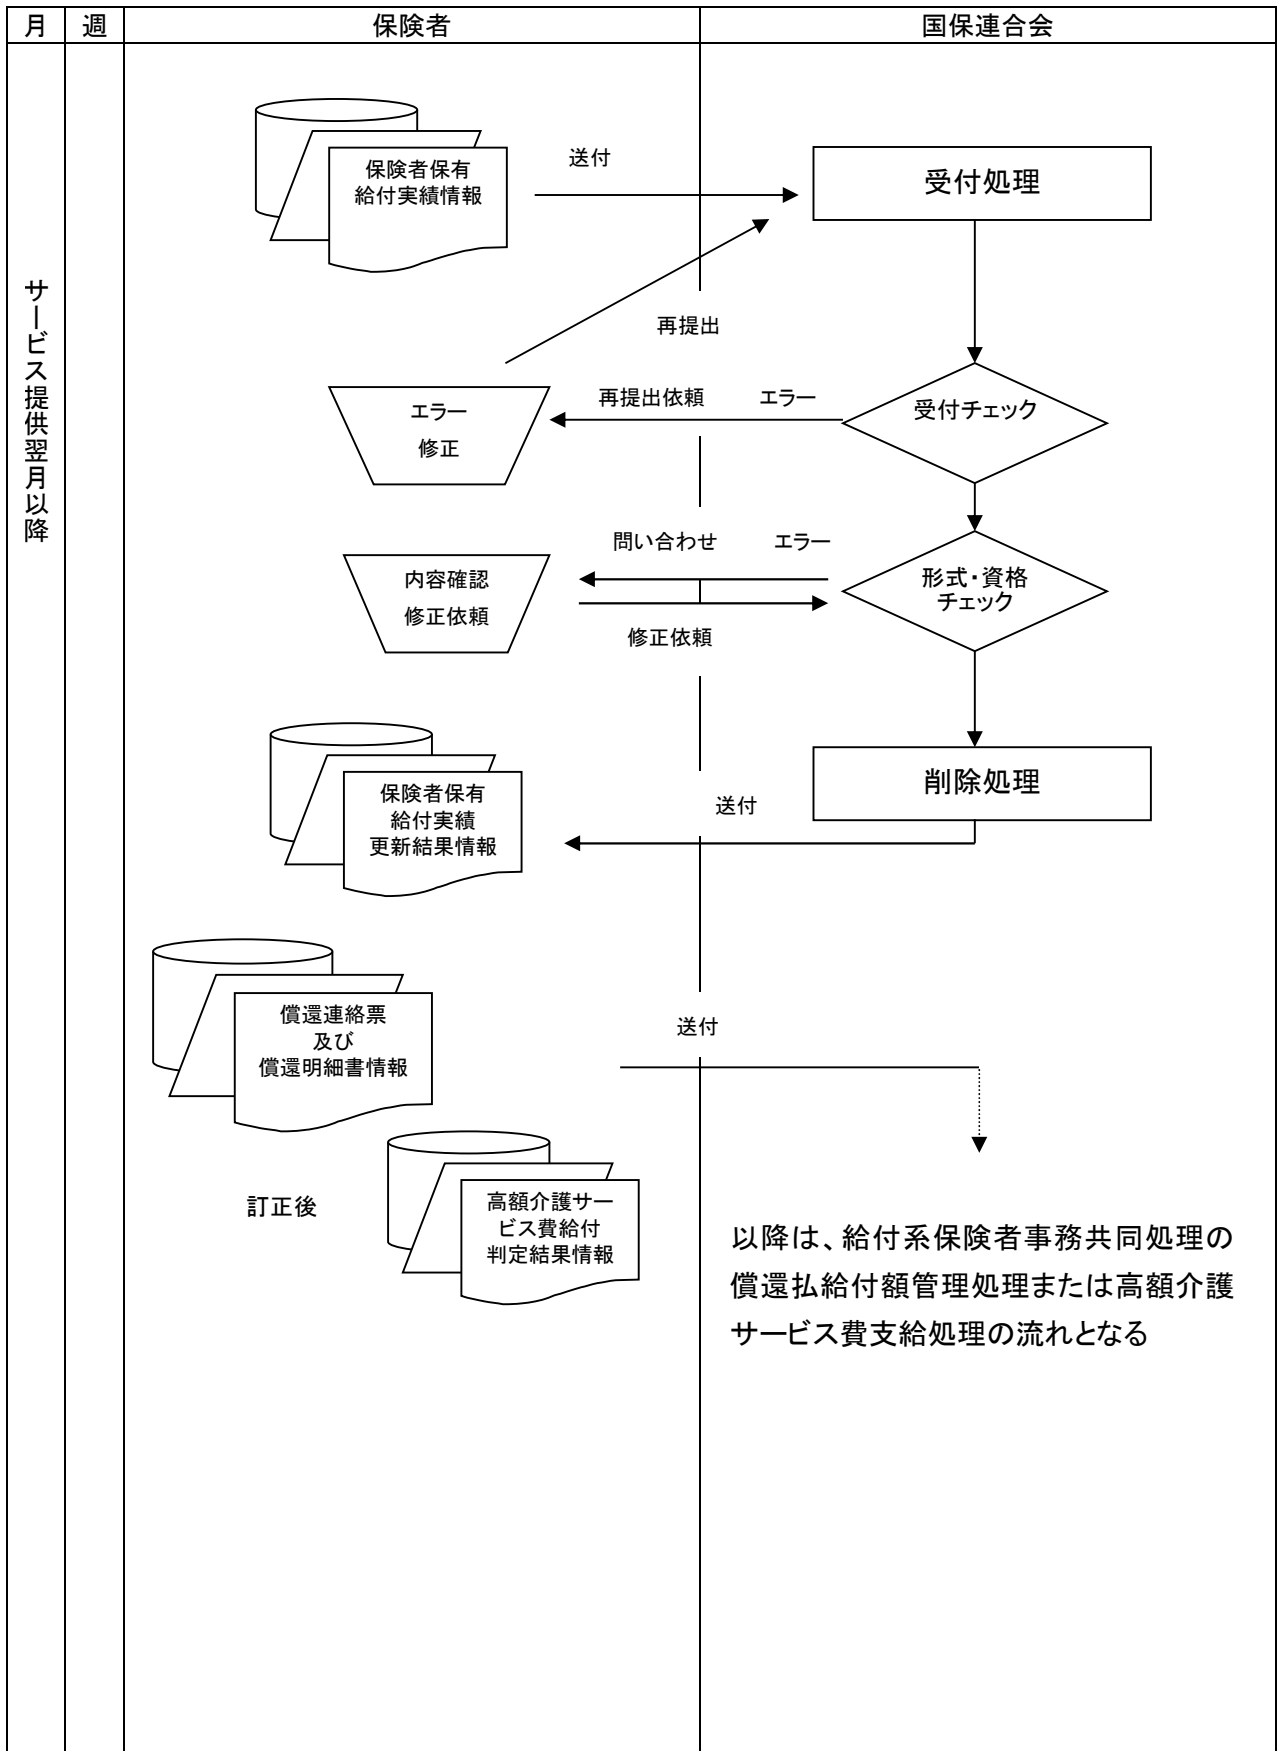 月
週
保険者
国保連合会
サービス提供翌月以降
保険者保有
給付実績情報
送付
受付処理
再提出
エラー
修正
再提出依頼
エラー
受付チェック
問い合わせ
エラー
内容確認
修正依頼
形式・資格
チェック
修正依頼
保険者保有
給付実績
更新結果情報
送付
削除処理
償還連絡票
及び
償還明細書情報
送付
訂正後
高額介護サー
ビス費給付
判定結果情報
以降は、給付系保険者事務共同処理の
償還払給付額管理処理または高額介護
サービス費支給処理の流れとなる